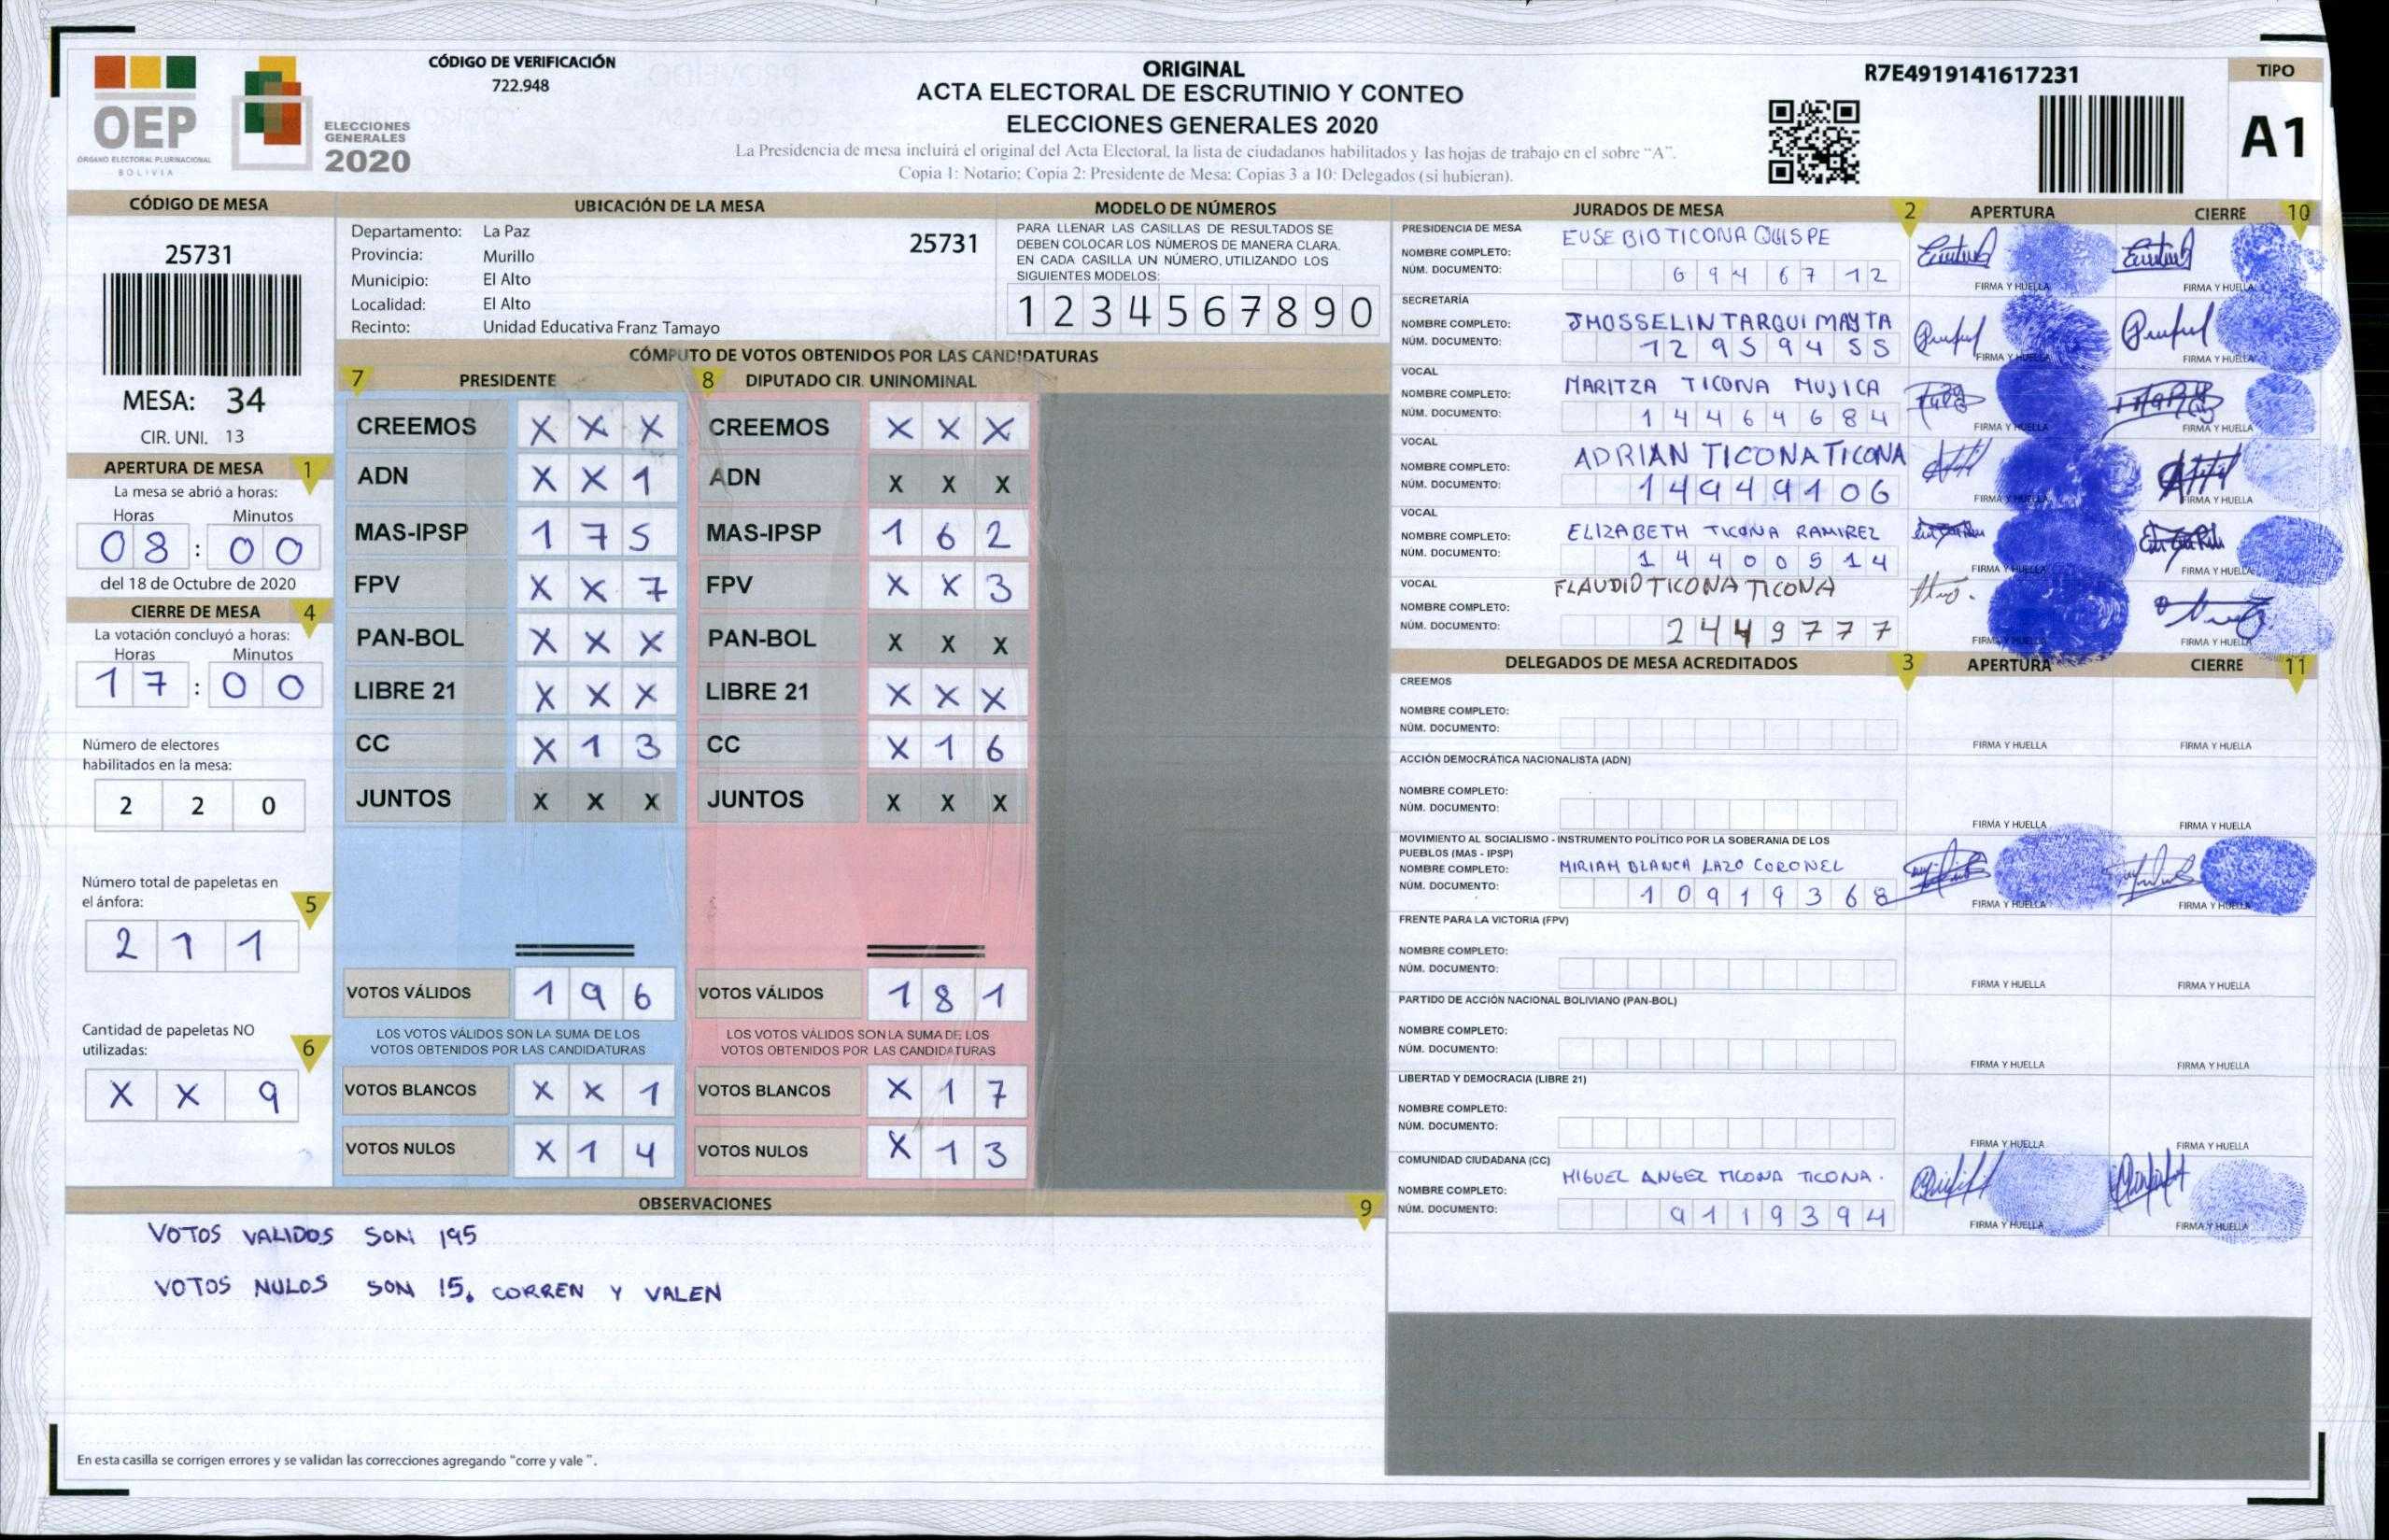 OEP
ÓRGANO ELECTORAL PLURINACIONAL
BOLIVIA
ELECCIONES
GENERALES
2020
CÓDIGO DE VERIFICACIÓN
722.948
ORIGINAL
ACTA ELECTORAL DE ESCRUTINIO Y CONTEO
ELECCIONES GENERALES 2020
La Presidencia de mesa incluirá el original del Acta Electoral, la lista de ciudadanos habilitados y las hojas de trabajo en el sobre “A”.
Copia 1: Notario; Copia 2: Presidente de Mesa; Copias 3 a 10: Delegados (si hubieran).
R7E4919141617231
TIPO
A1
CÓDIGO DE MESA
25731
MESA: 34
CIR. UNI. 13
APERTURA DE MESA 1
La mesa se abrió a horas:
Horas Minutos
0 8 : 0 0
del 18 de Octubre de 2020
CIERRE DE MESA 4
La votación concluyó a horas:
Horas Minutos
1 7 : 0 0
Número de electores
habilitados en la mesa:
2 2 0
Número total de papeletas en
el ánfora: 5
2 1 1
Cantidad de papeletas NO
utilizadas: 6
X X 9
UBICACIÓN DE LA MESA
Departamento: La Paz 25731
Provincia: Murillo
Municipio: El Alto
Localidad: El Alto
Recinto: Unidad Educativa Franz Tamayo
MODELO DE NÚMEROS
PARA LLENAR LAS CASILLAS DE RESULTADOS SE
DEBEN COLOCAR LOS NÚMEROS DE MANERA CLARA.
EN CADA CASILLA UN NÚMERO, UTILIZANDO LOS
SIGUIENTES MODELOS:
1 2 3 4 5 6 7 8 9 0
CÓMPUTO DE VOTOS OBTENIDOS POR LAS CANDIDATURAS
7 PRESIDENTE 8 DIPUTADO CIR. UNINOMINAL
CREEMOS X X X CREEMOS X X X
ADN X X 1 ADN X X X
MAS-IPSP 1 7 5 MAS-IPSP 1 6 2
FPV X X 7 FPV X X 3
PAN-BOL X X X PAN-BOL X X X
LIBRE 21 X X X LIBRE 21 X X X
CC X 1 3 CC X 1 6
JUNTOS X X X JUNTOS X X X
VOTOS VÁLIDOS 1 9 6 VOTOS VÁLIDOS 1 8 1
LOS VOTOS VÁLIDOS SON LA SUMA DE LOS LOS VOTOS VÁLIDOS SON LA SUMA DE LOS
VOTOS OBTENIDOS POR LAS CANDIDATURAS VOTOS OBTENIDOS POR LAS CANDIDATURAS
VOTOS BLANCOS X X 1 VOTOS BLANCOS X 1 7
VOTOS NULOS X 1 4 VOTOS NULOS X 1 3
OBSERVACIONES 9
VOTOS VALIDOS SON 195
VOTOS NULOS SON 15, CORREN Y VALEN
En esta casilla se corrigen errores y se validan las correcciones agregando “corre y vale ”.
JURADOS DE MESA 2 APERTURA CIERRE 10
PRESIDENCIA DE MESA
NOMBRE COMPLETO: EUSEBIO TICONA QUISPE
NÚM. DOCUMENTO: 6 9 4 6 7 1 2
FIRMA Y HUELLA FIRMA Y HUELLA
SECRETARÍA
NOMBRE COMPLETO: JHOSSELIN TARQUI MAYTA
NÚM. DOCUMENTO: 1 2 9 5 9 4 5 5
FIRMA Y HUELLA FIRMA Y HUELLA
VOCAL
NOMBRE COMPLETO: MARITZA TICONA MUJICA
NÚM. DOCUMENTO: 1 4 4 6 4 6 8 4
FIRMA Y HUELLA FIRMA Y HUELLA
VOCAL
NOMBRE COMPLETO: ADRIAN TICONA TICONA
NÚM. DOCUMENTO: 1 4 9 4 9 1 0 6
FIRMA Y HUELLA FIRMA Y HUELLA
VOCAL
NOMBRE COMPLETO: ELIZABETH TICONA RAMIREZ
NÚM. DOCUMENTO: 1 4 4 0 0 5 1 4
FIRMA Y HUELLA FIRMA Y HUELLA
VOCAL
NOMBRE COMPLETO: FLAUDIO TICONA TICONA
NÚM. DOCUMENTO: 2 4 4 9 7 7 7
FIRMA Y HUELLA FIRMA Y HUELLA
DELEGADOS DE MESA ACREDITADOS 3 APERTURA CIERRE 11
CREEMOS
NOMBRE COMPLETO:
NÚM. DOCUMENTO:
FIRMA Y HUELLA FIRMA Y HUELLA
ACCIÓN DEMOCRÁTICA NACIONALISTA (ADN)
NOMBRE COMPLETO:
NÚM. DOCUMENTO:
FIRMA Y HUELLA FIRMA Y HUELLA
MOVIMIENTO AL SOCIALISMO - INSTRUMENTO POLÍTICO POR LA SOBERANIA DE LOS
PUEBLOS (MAS - IPSP)
NOMBRE COMPLETO: MIRIAM BLANCA LAZO CORONEL
NÚM. DOCUMENTO: 1 0 9 1 9 3 6 8
FIRMA Y HUELLA FIRMA Y HUELLA
FRENTE PARA LA VICTORIA (FPV)
NOMBRE COMPLETO:
NÚM. DOCUMENTO:
FIRMA Y HUELLA FIRMA Y HUELLA
PARTIDO DE ACCIÓN NACIONAL BOLIVIANO (PAN-BOL)
NOMBRE COMPLETO:
NÚM. DOCUMENTO:
FIRMA Y HUELLA FIRMA Y HUELLA
LIBERTAD Y DEMOCRACIA (LIBRE 21)
NOMBRE COMPLETO:
NÚM. DOCUMENTO:
FIRMA Y HUELLA FIRMA Y HUELLA
COMUNIDAD CIUDADANA (CC)
NOMBRE COMPLETO: MIGUEL ANGEL TICONA TICONA.
NÚM. DOCUMENTO: 9 1 1 9 3 9 4
FIRMA Y HUELLA FIRMA Y HUELLA